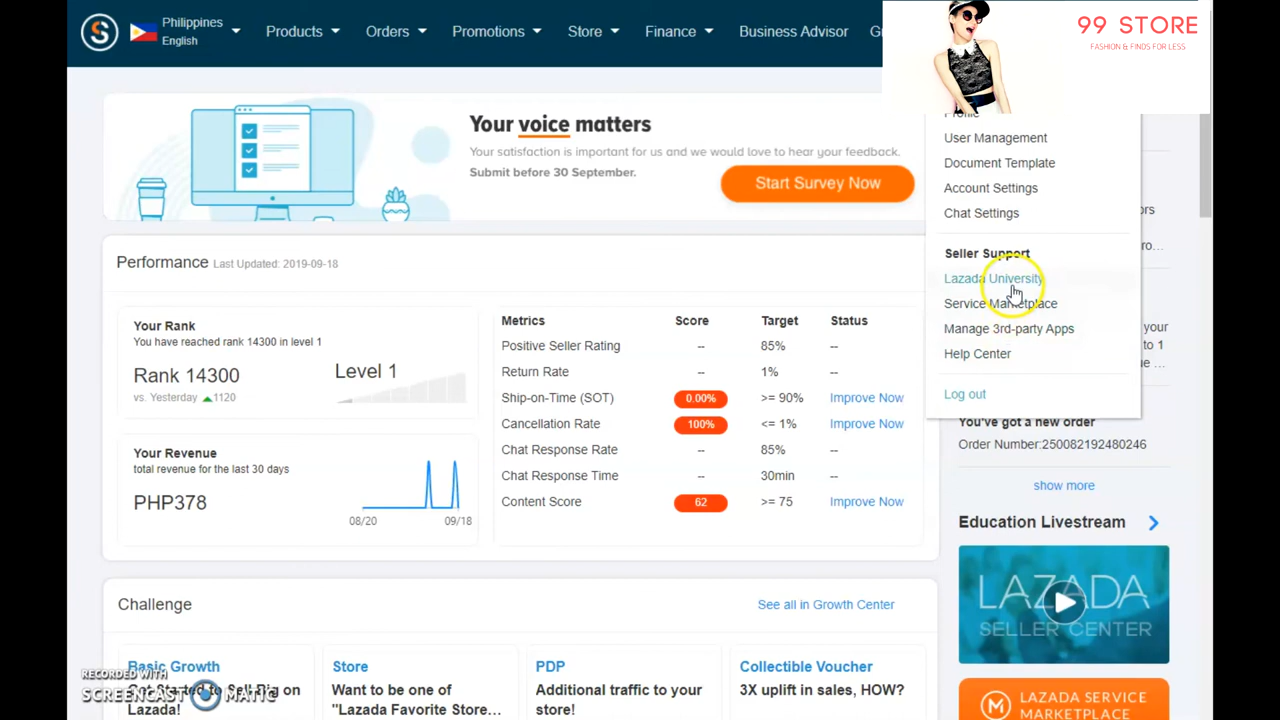 Philippines
English
Products
Orders
Promotions
Store
Finance
Business Advisor
99 STORE
FASHION & FINDS FOR LESS
Your voice matters
Your satisfaction is important for us and we would love to hear your feedback.
Submit before 30 September.
Start Survey Now
Profile
User Management
Document Template
Account Settings
Chat Settings
Seller Support
Lazada University
Service Marketplace
Manage 3rd-party Apps
Help Center
Log out
Performance Last Updated: 2019-09-18
Your Rank
You have reached rank 14300 in level 1
Rank 14300
vs. Yesterday 1120
Level 1
Your Revenue
total revenue for the last 30 days
PHP378
08/20 09/18
Metrics Score Target Status
Positive Seller Rating -- 85% --
Return Rate -- 1% --
Ship-on-Time (SOT) 0.00% >= 90% Improve Now
Cancellation Rate 100% <= 1% Improve Now
Chat Response Rate -- 85% --
Chat Response Time -- 30min --
Content Score 62 >= 75 Improve Now
your
to 1
You've got a new order
Order Number:250082192480246
show more
Education Livestream
LAZADA
SELLER CENTER
LAZADA SERVICE
MARKETPLACE
Challenge
See all in Growth Center
Basic Growth
Get Started to Sell Big on
Lazada!
Store
Want to be one of
"Lazada Favorite Store...
PDP
Additional traffic to your
store!
Collectible Voucher
3X uplift in sales, HOW?
RECORDED WITH
SCREENCAST MATIC